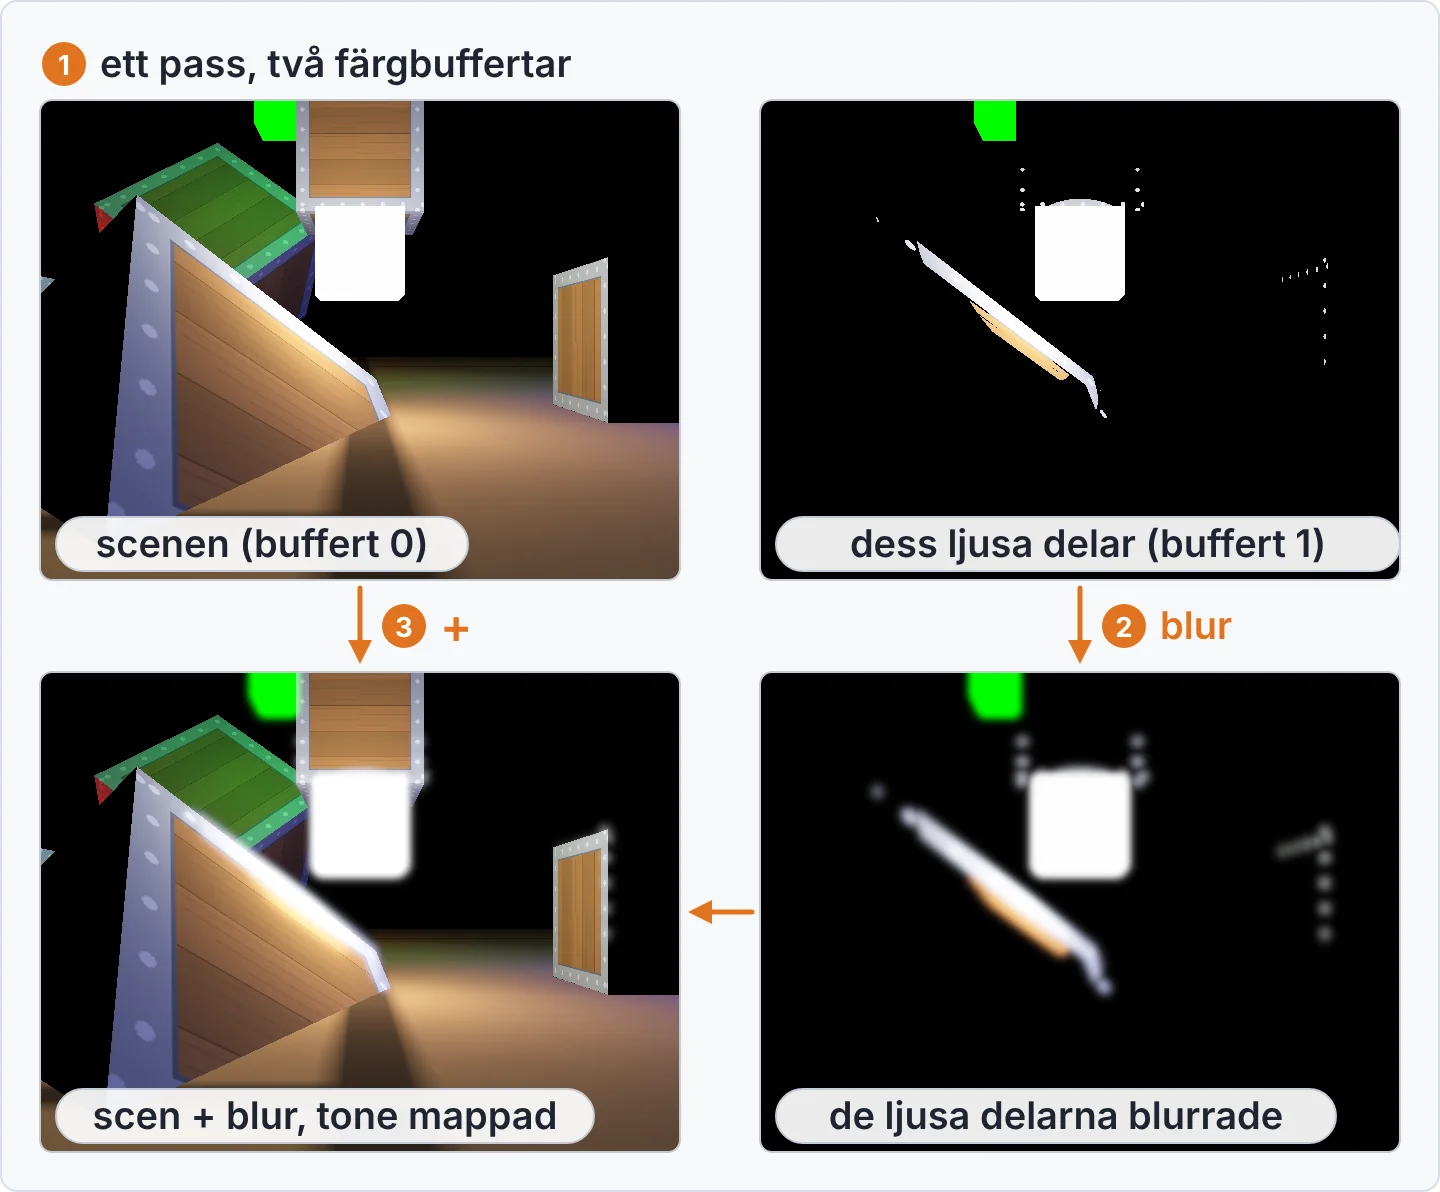 1 ett pass, två färgbuffertar
scenen (buffert 0)
dess ljusa delar (buffert 1)
3 +
2 blur
scen + blur, tone mappad
de ljusa delarna blurrade